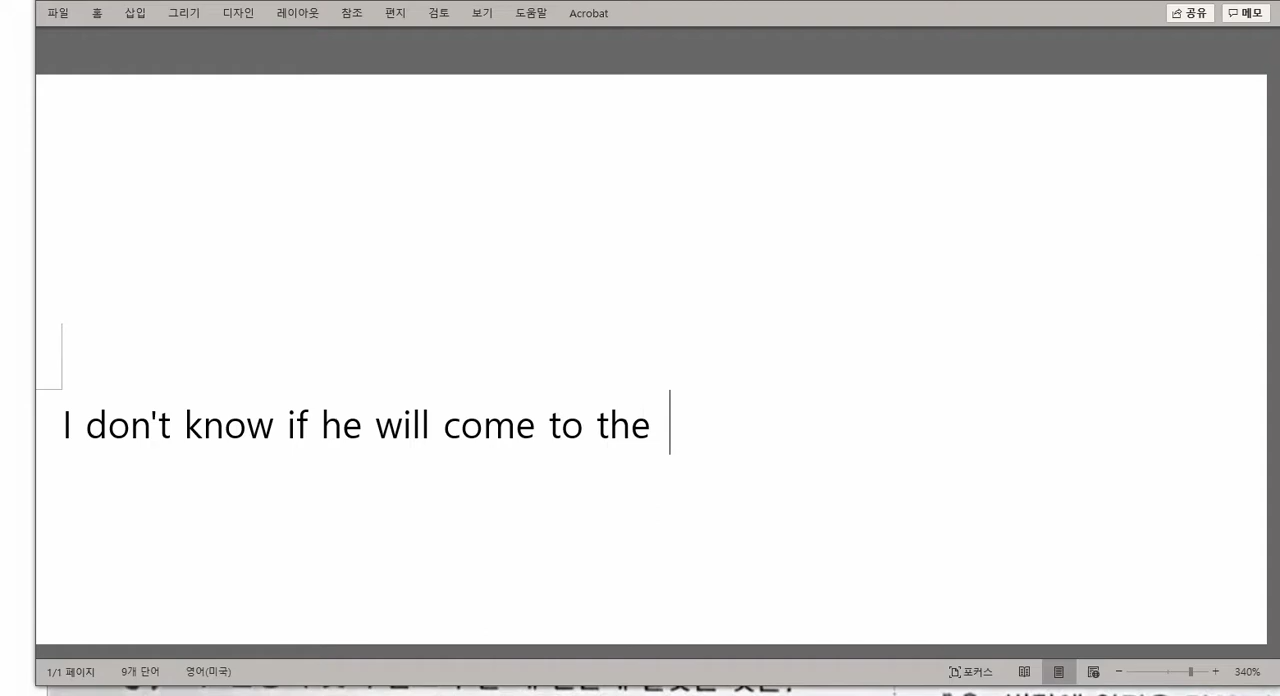 파일 홈 삽입 그리기 디자인 레이아웃 참조 편지 검토 보기 도움말 Acrobat 공유 메모
I don't know if he will come to the
1/1 페이지 9개 단어 영어(미국) 포커스 340%